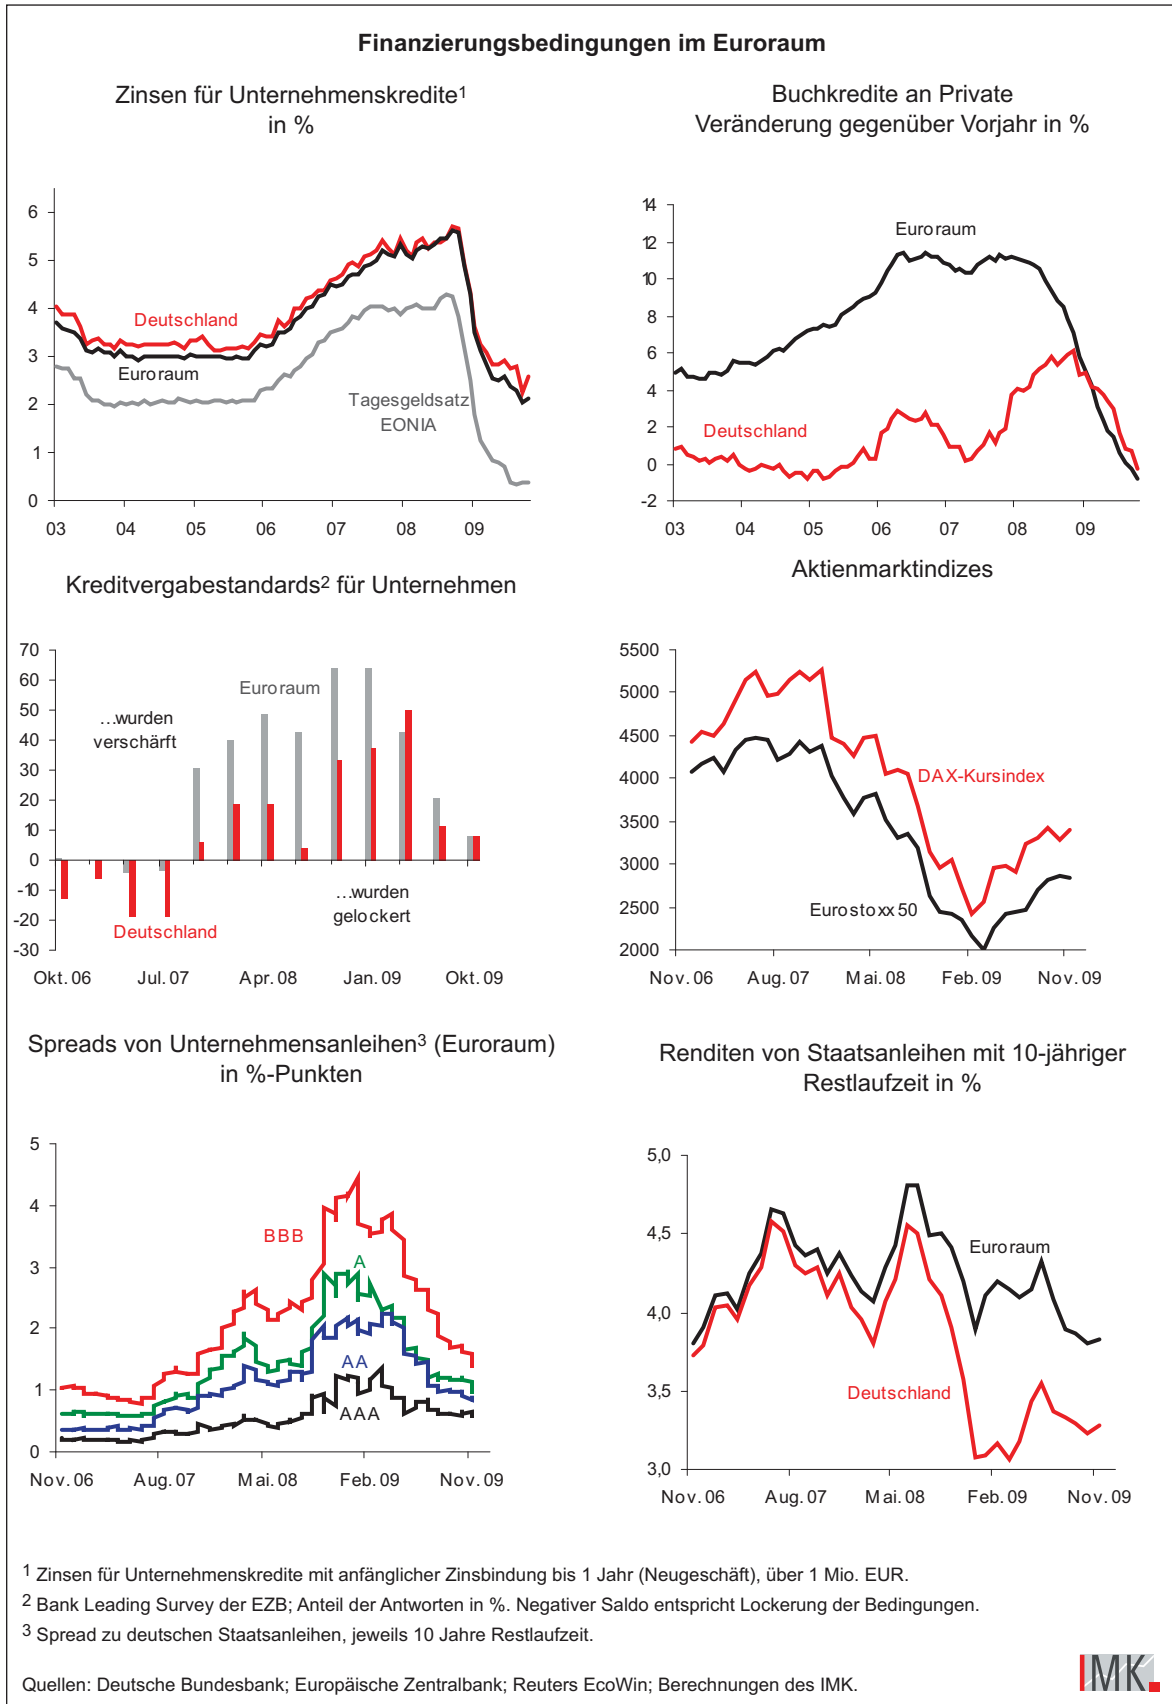 Finanzierungsbedingungen im Euroraum
Zinsen für Unternehmenskredite1
in %
6
5
4
3
2
1
0
Deutschland
Euroraum
Tagesgeldsatz
EONIA
03 04 05 06 07 08 09
Buchkredite an Private
Veränderung gegenüber Vorjahr in %
14
12
10
8
6
4
2
0
-2
Euroraum
Deutschland
03 04 05 06 07 08 09
Kreditvergabestandards2 für Unternehmen
70
60
50
40
30
20
10
0
-10
-20
-30
Euroraum
...wurden
verschärft
...wurden
gelockert
Deutschland
Okt. 06 Jul. 07 Apr. 08 Jan. 09 Okt. 09
Aktienmarktindizes
5500
5000
4500
4000
3500
3000
2500
2000
DAX-Kursindex
Eurostoxx 50
Nov. 06 Aug. 07 Mai. 08 Feb. 09 Nov. 09
Spreads von Unternehmensanleihen3 (Euroraum)
in %-Punkten
5
4
3
2
1
0
BBB
A
AA
AAA
Nov. 06 Aug. 07 Mai. 08 Feb. 09 Nov. 09
Renditen von Staatsanleihen mit 10-jähriger
Restlaufzeit in %
5,0
4,5
4,0
3,5
3,0
Euroraum
Deutschland
Nov. 06 Aug. 07 Mai. 08 Feb. 09 Nov. 09
1 Zinsen für Unternehmenskredite mit anfänglicher Zinsbindung bis 1 Jahr (Neugeschäft), über 1 Mio. EUR.
2 Bank Leading Survey der EZB; Anteil der Antworten in %. Negativer Saldo entspricht Lockerung der Bedingungen.
3 Spread zu deutschen Staatsanleihen, jeweils 10 Jahre Restlaufzeit.
Quellen: Deutsche Bundesbank; Europäische Zentralbank; Reuters EcoWin; Berechnungen des IMK.
IMK